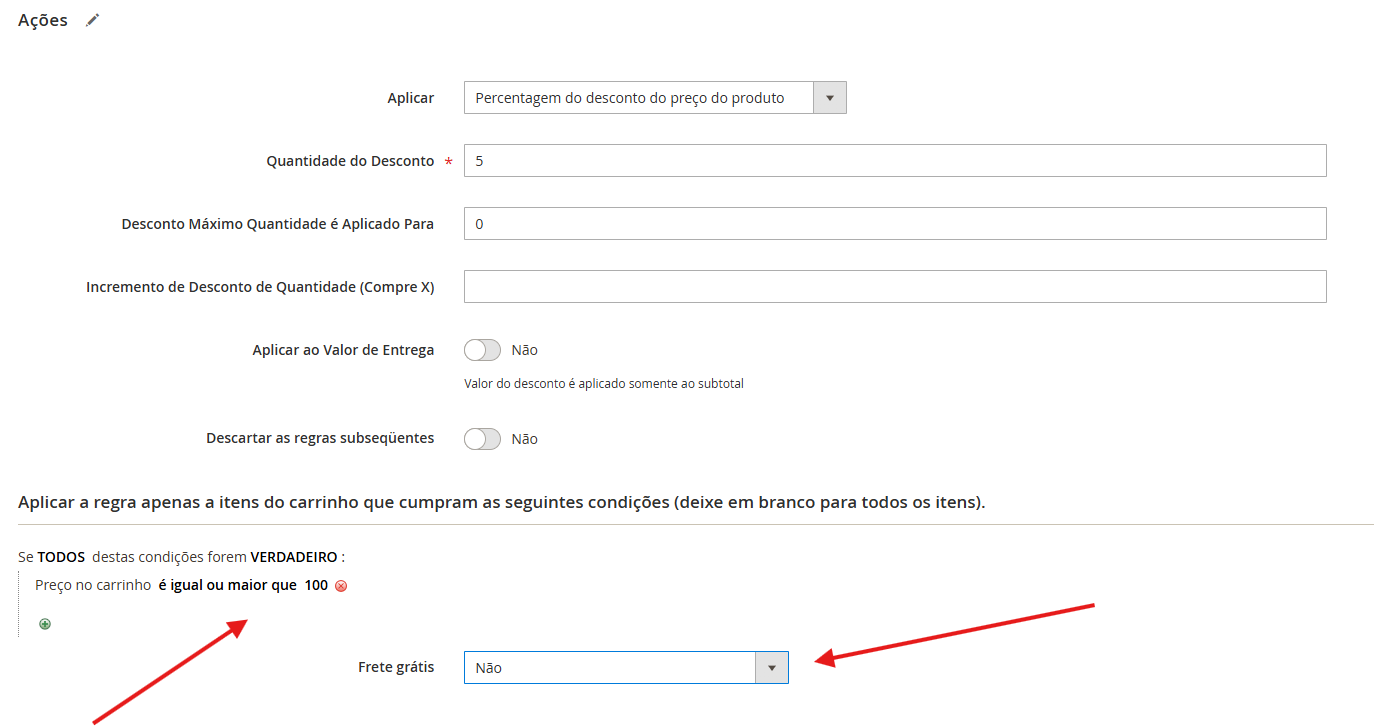 Ações
Aplicar Percentagem do desconto do preço do produto
Quantidade do Desconto * 5
Desconto Máximo Quantidade é Aplicado Para 0
Incremento de Desconto de Quantidade (Compre X)
Aplicar ao Valor de Entrega Não
Valor do desconto é aplicado somente ao subtotal
Descartar as regras subseqüentes Não
Aplicar a regra apenas a itens do carrinho que cumpram as seguintes condições (deixe em branco para todos os itens).
Se TODOS destas condições forem VERDADEIRO :
Preço no carrinho é igual ou maior que 100
Frete grátis Não